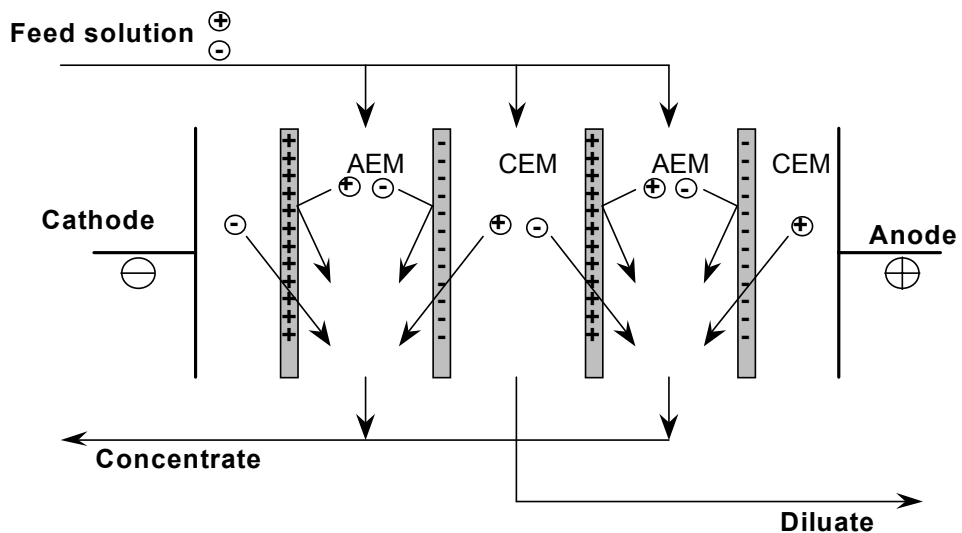 Feed solution
AEM CEM AEM CEM
Cathode
Anode
Concentrate
Diluate